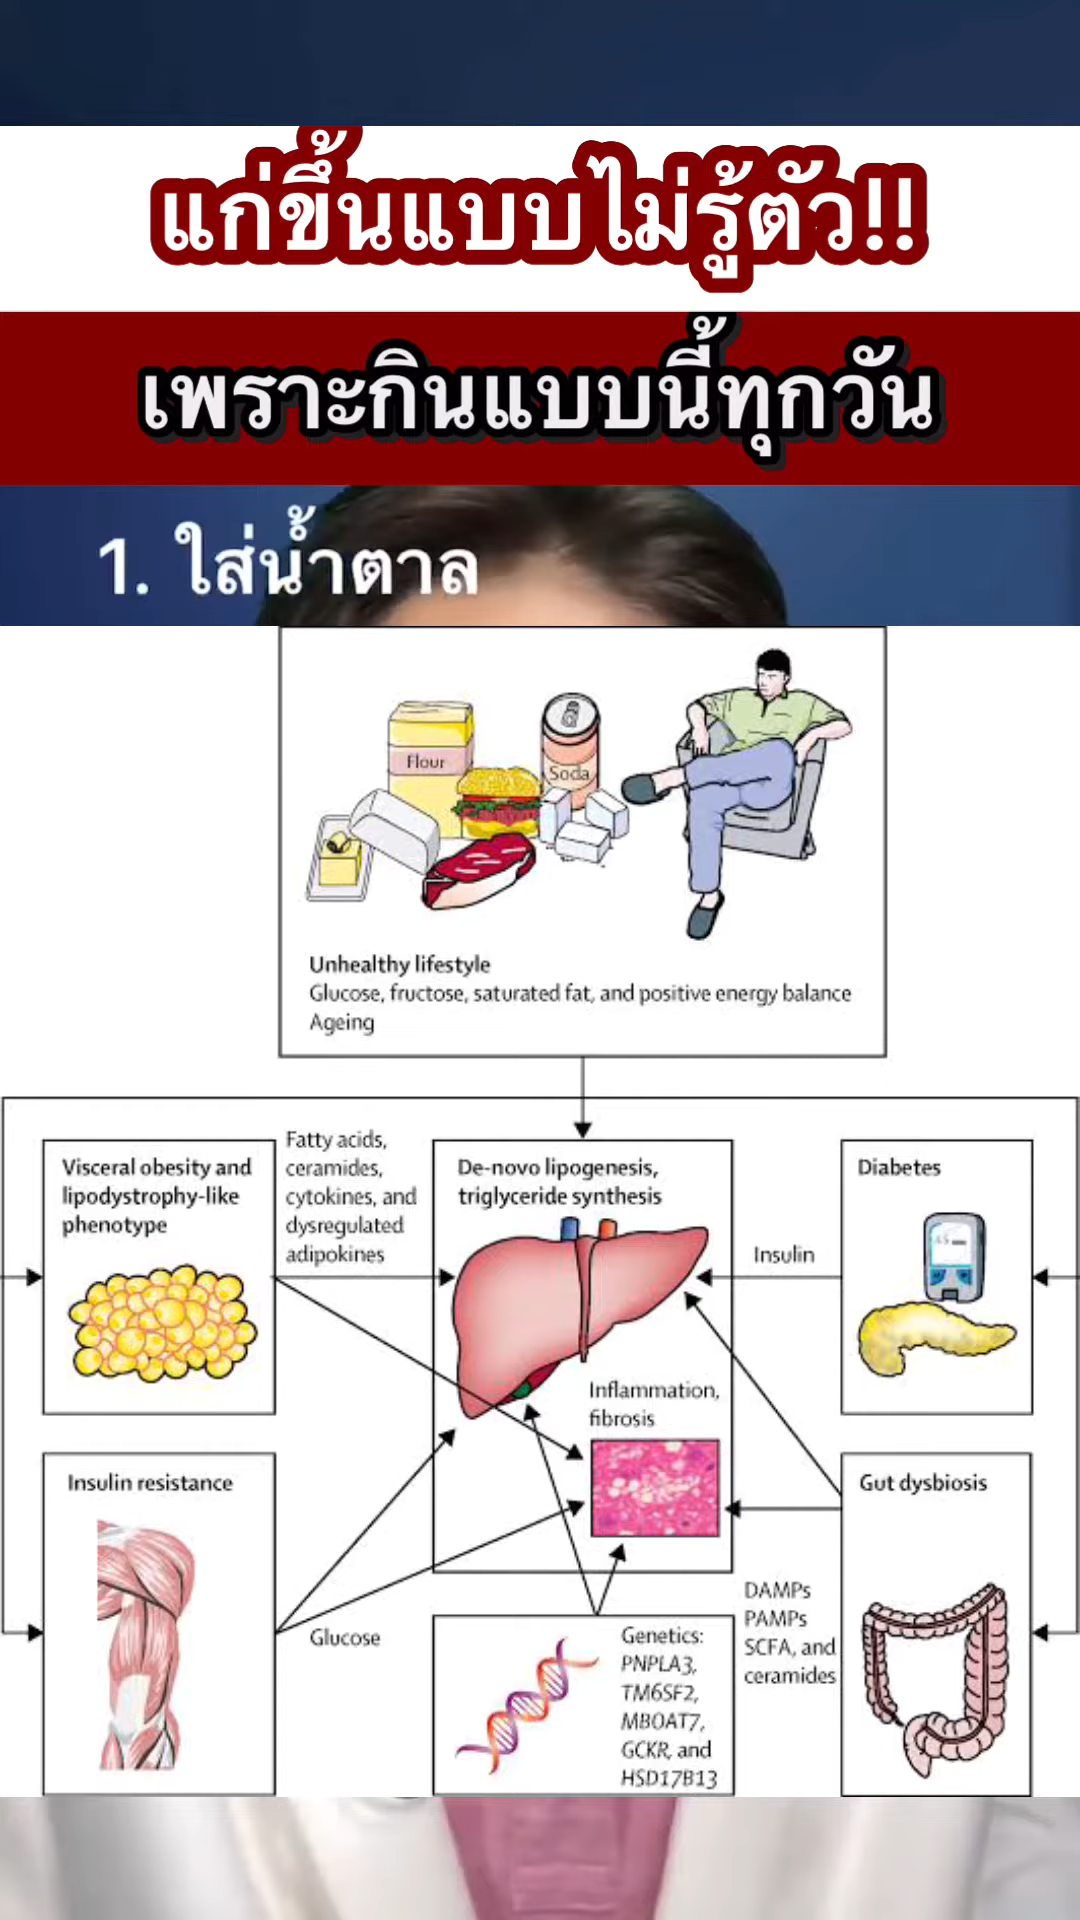 แก่ขึ้นแบบไม่รู้ตัว!!
เพราะกินแบบนี้ทุกวัน
1. ใส่น้ำตาล
Flour
Soda
Unhealthy lifestyle
Glucose, fructose, saturated fat, and positive energy balance
Ageing
Visceral obesity and
lipodystrophy-like
phenotype
Fatty acids,
ceramides,
cytokines, and
dysregulated
adipokines
De-novo lipogenesis,
triglyceride synthesis
Insulin
Diabetes
Inflammation,
fibrosis
Insulin resistance
Glucose
Genetics:
PNPLA3,
TM6SF2,
MBOAT7,
GCKR, and
HSD17B13
DAMPs
PAMPs
SCFA, and
ceramides
Gut dysbiosis